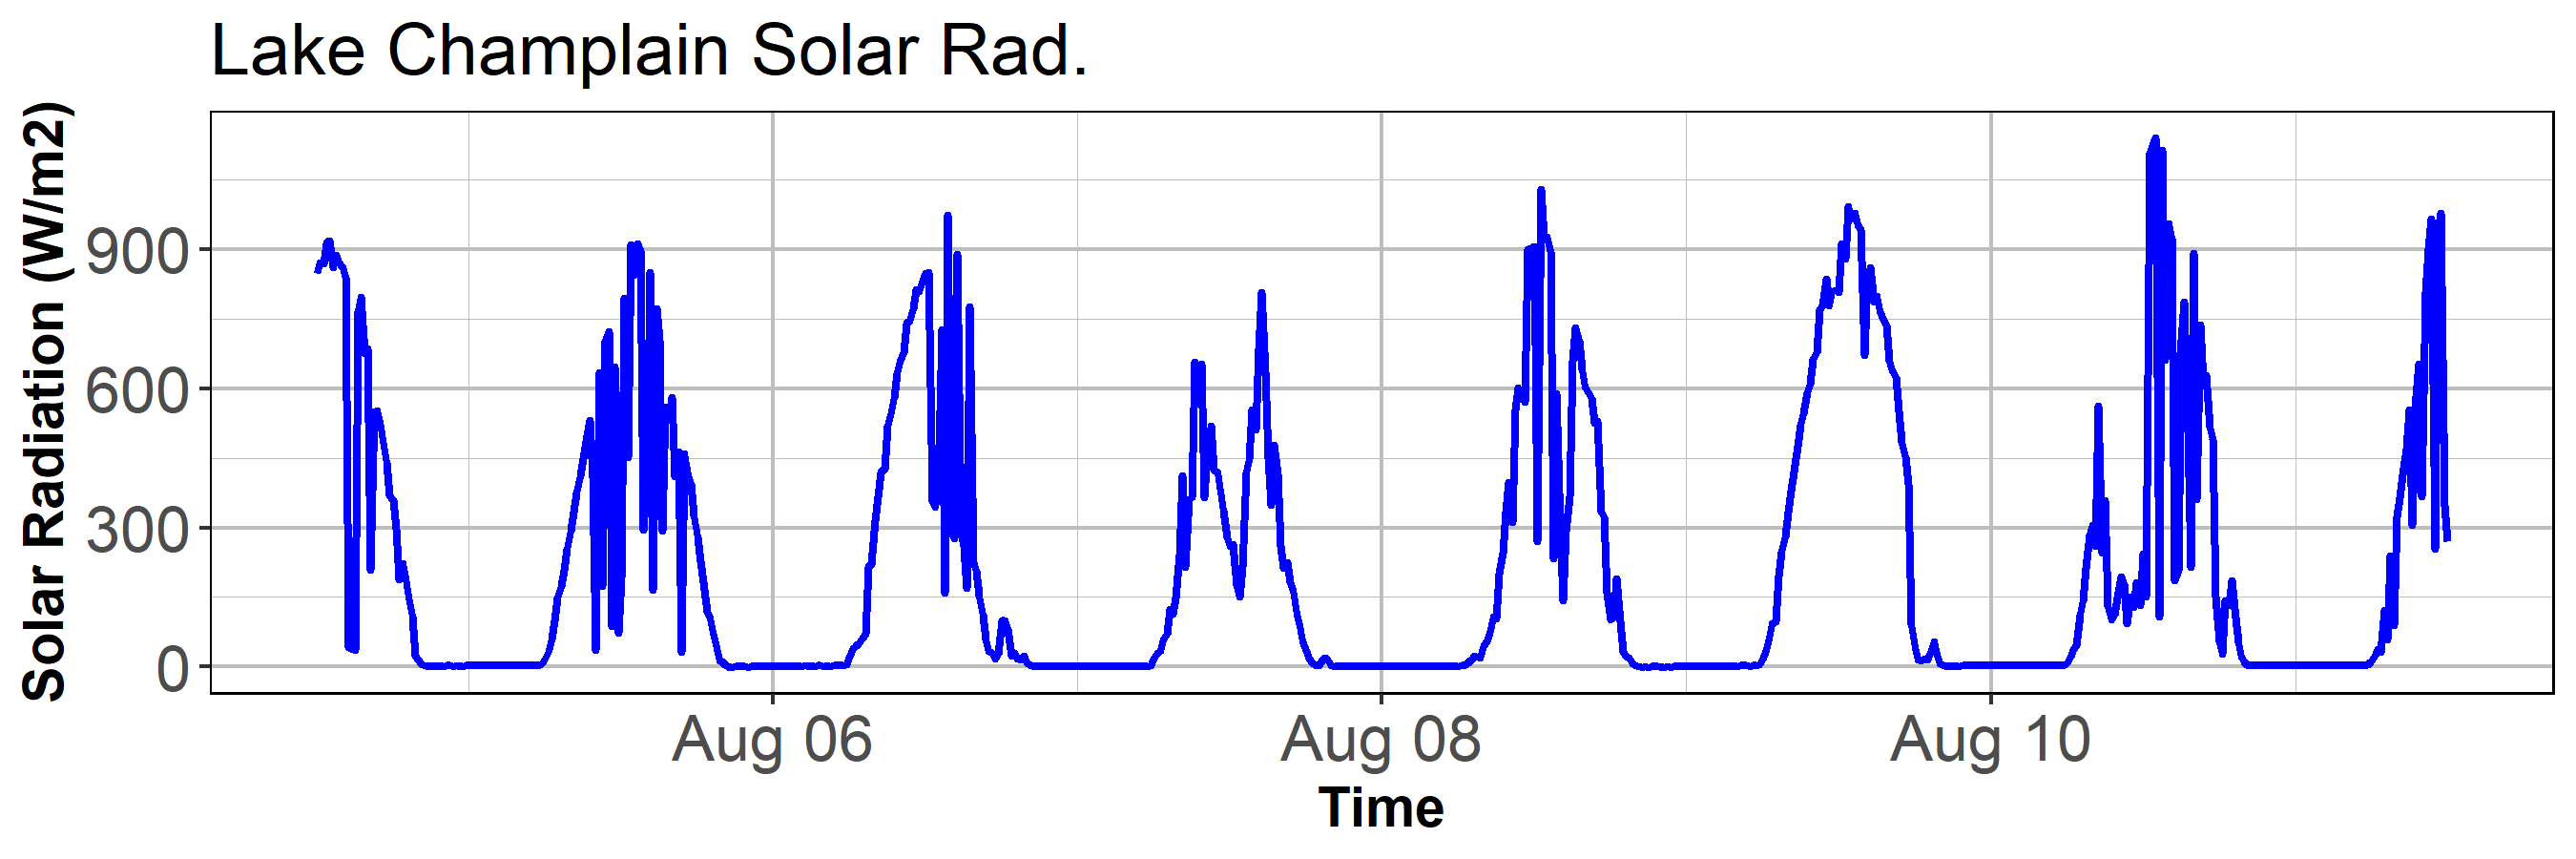 Lake Champlain Solar Rad.
Solar Radiation (W/m2)
900
600
300
0
Aug 06 Aug 08 Aug 10
Time